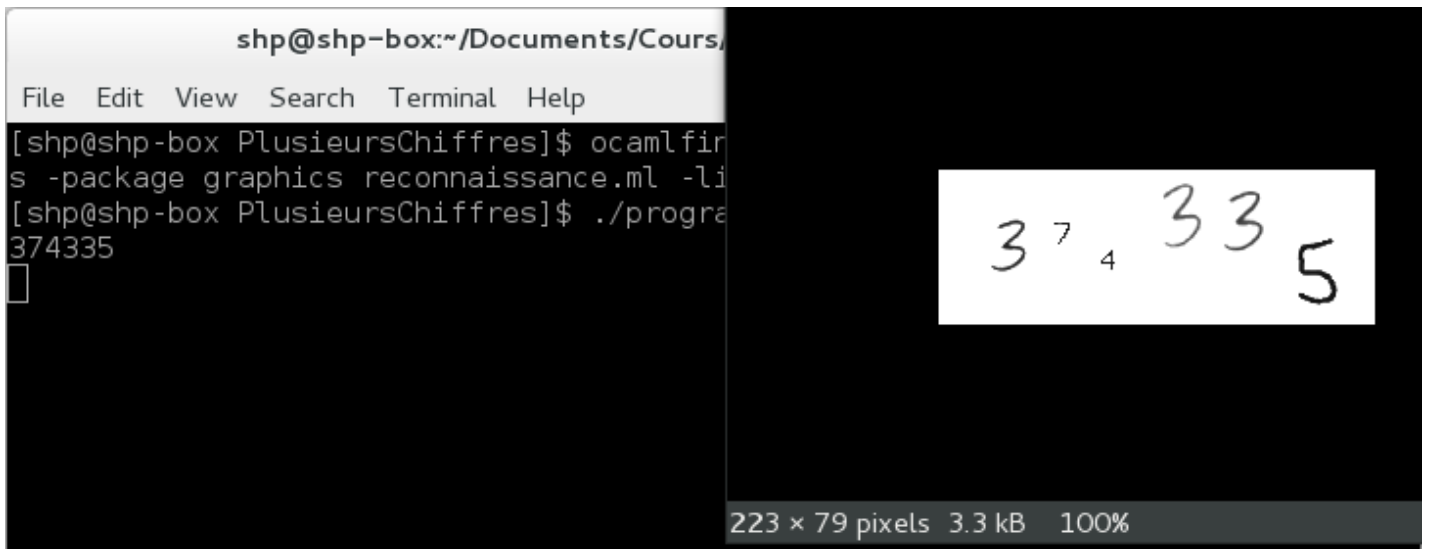 shp@shp-box:~/Documents/Cours/
File Edit View Search Terminal Help
[shp@shp-box PlusieursChiffres]$ ocamlfin
s -package graphics reconnaissance.ml -li
[shp@shp-box PlusieursChiffres]$ ./progra
374335
3 7 4 3 3 5
223 × 79 pixels 3.3 kB 100%